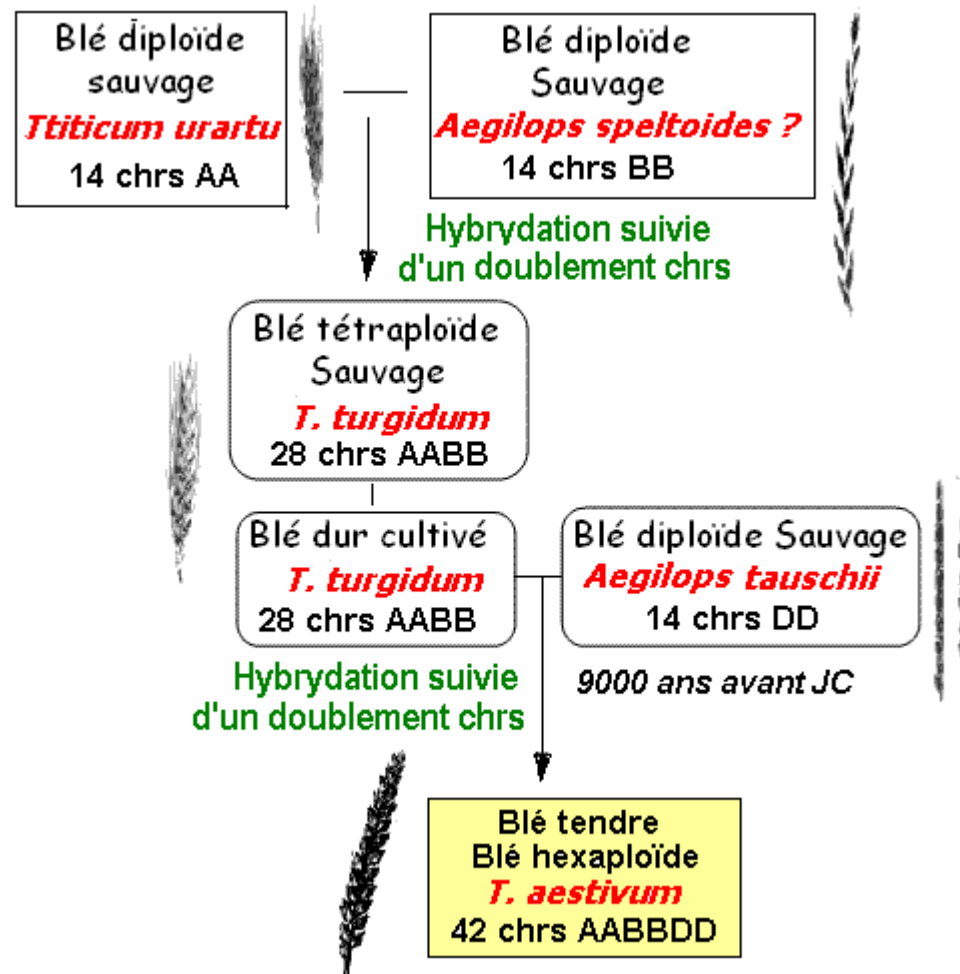 Blé diploïde
sauvage
Ttiticum urartu
14 chrs AA
Blé diploïde
Sauvage
Aegilops speltoides ?
14 chrs BB
Hybrydation suivie
d'un doublement chrs
Blé tétraploïde
Sauvage
T. turgidum
28 chrs AABB
Blé dur cultivé
T. turgidum
28 chrs AABB
Blé diploïde Sauvage
Aegilops tauschii
14 chrs DD
Hybrydation suivie
d'un doublement chrs
9000 ans avant JC
Blé tendre
Blé hexaploïde
T. aestivum
42 chrs AABBDD